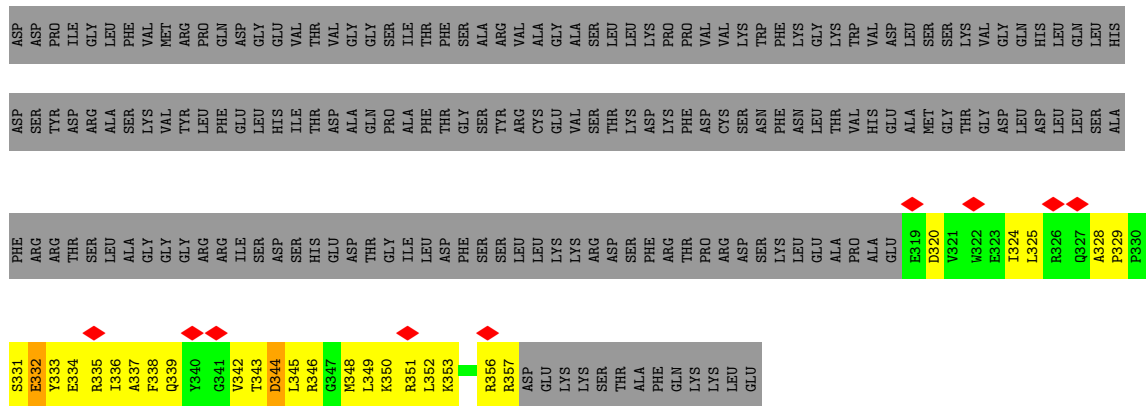 ASP ASP PRO ILE GLY LEU PHE VAL MET ARG PRO GLN ASP GLY GLU VAL THR VAL GLY GLY SER ILE THR PHE SER ALA ARG VAL ALA GLY ALA SER LEU LEU LYS PRO PRO VAL VAL LYS TRP PHE LYS GLY LYS TRP VAL ASP LEU SER SER LYS VAL GLY GLN HIS LEU GLN LEU HIS
ASP SER TYR ASP ARG ALA SER LYS VAL TYR LEU PHE GLU LEU HIS ILE THR ASP ALA GLN PRO ALA PHE THR GLY SER TYR ARG CYS GLU VAL SER THR LYS ASP LYS PHE ASP CYS SER ASN PHE ASN LEU THR VAL HIS GLU ALA MET GLY THR GLY ASP LEU ASP LEU LEU SER ALA
PHE ARG ARG THR SER LEU ALA GLY GLY GLY ARG ARG ILE SER ASP SER HIS GLU ASP THR GLY ILE LEU ASP PHE SER SER LEU LEU LYS LYS ARG ASP SER PHE ARG THR PRO ARG ASP SER LYS LEU GLU ALA PRO ALA GLU E319 D320 V321 W322 E323 I324 L325 R326 Q327 A328 P329 P330
S331 E332 Y333 E334 R335 I336 A337 F338 Q339 Y340 G341 V342 T343 D344 L345 R346 G347 M348 L349 K350 R351 L352 K353 R356 R357 ASP GLU LYS LYS SER THR ALA PHE GLN LYS LYS LEU GLU